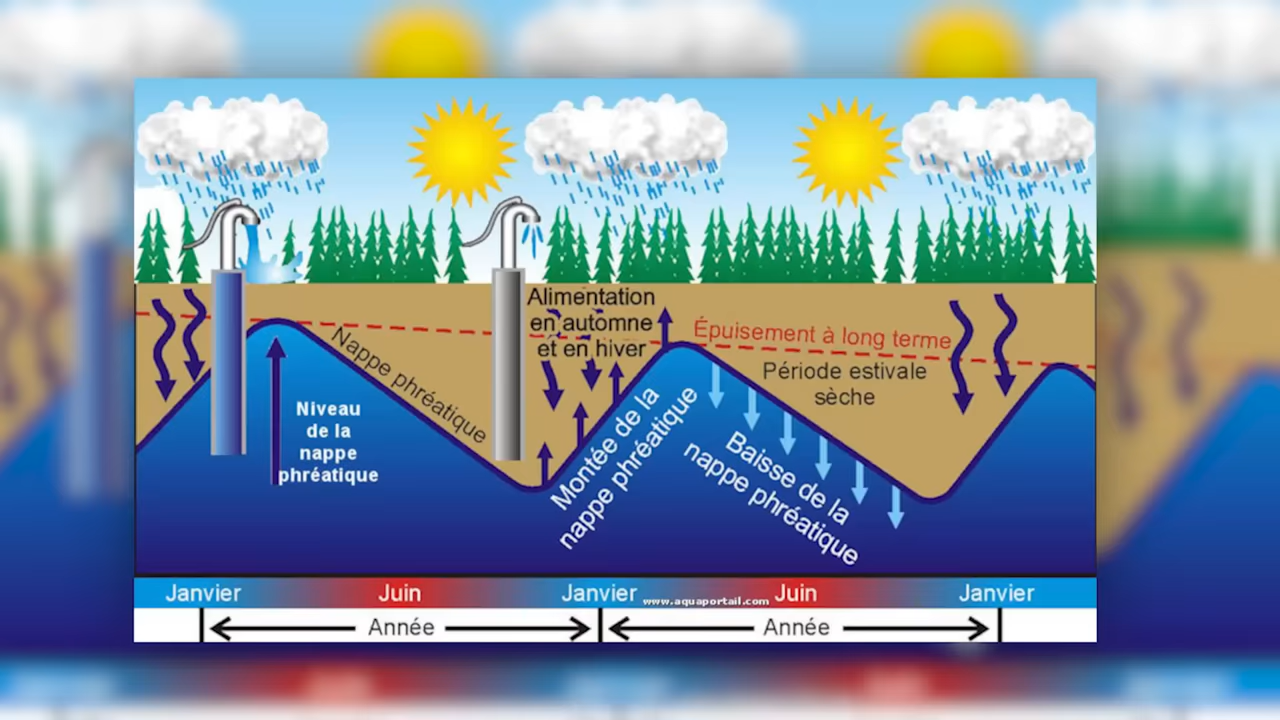 Alimentation
en automne
et en hiver
Épuisement à long terme
Nappe phréatique
Période estivale
sèche
Niveau
de la
nappe
phréatique
Montée de la
nappe phréatique
Baisse de la
nappe phréatique
Janvier
Juin
Janvier
www.aquaportail.com
Juin
Janvier
Année
Année